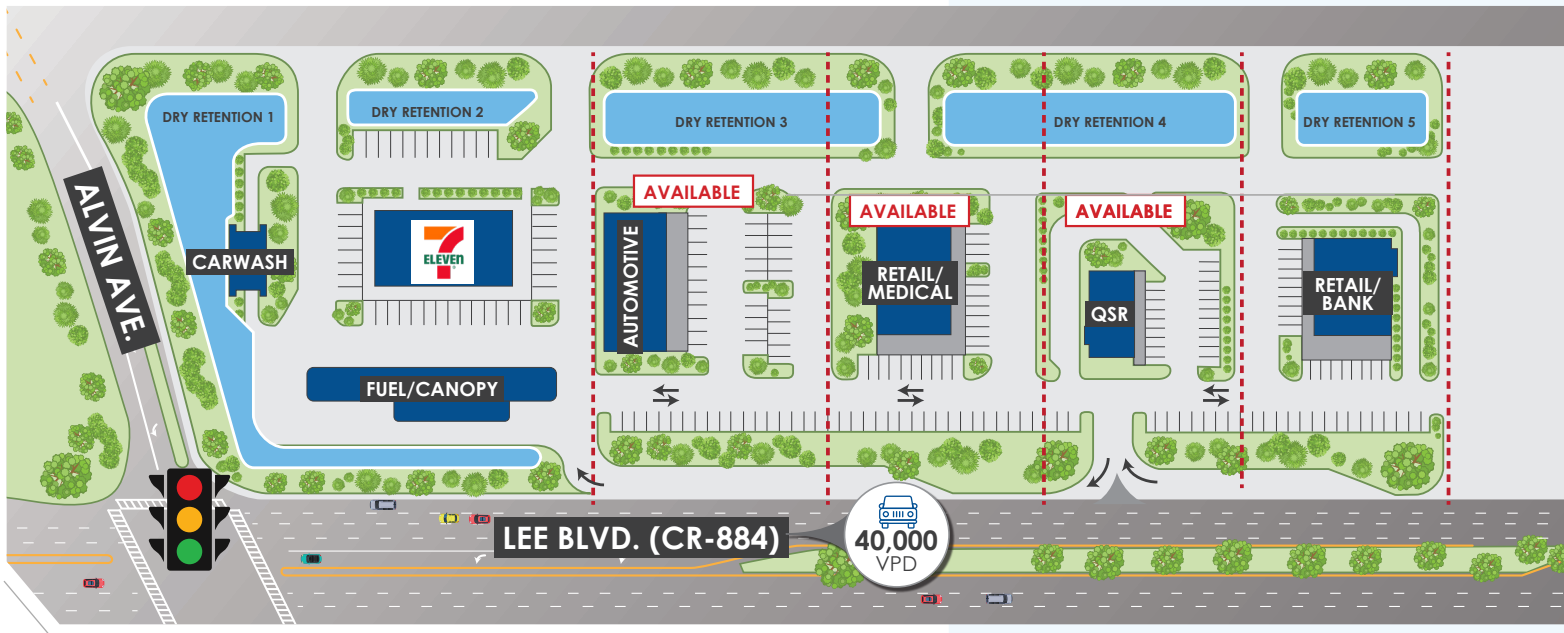 DRY RETENTION 1
DRY RETENTION 2
DRY RETENTION 3
DRY RETENTION 4
DRY RETENTION 5
ALVIN AVE.
CARWASH
7
ELEVEN
AVAILABLE
AUTOMOTIVE
AVAILABLE
RETAIL/
MEDICAL
AVAILABLE
QSR
RETAIL/
BANK
FUEL/CANOPY
LEE BLVD. (CR-884)
40,000
VPD